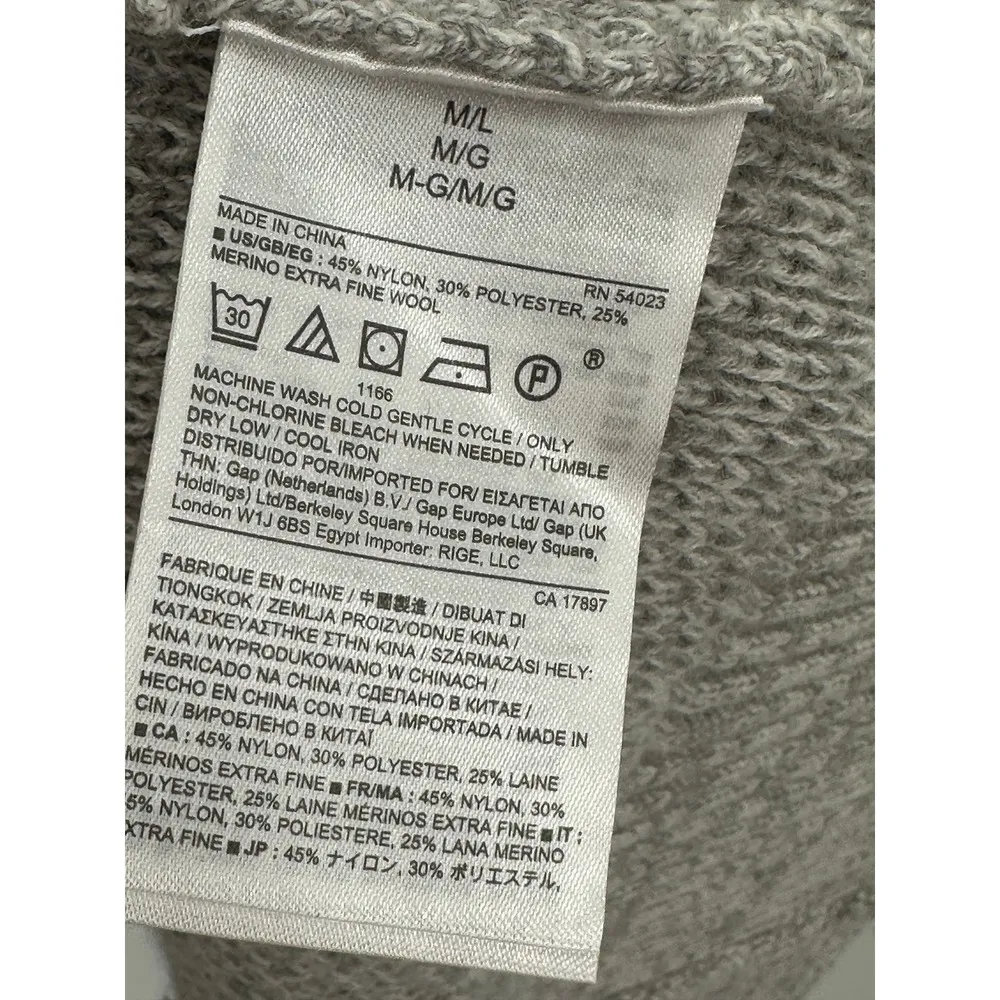 M/L
M/G
M-G/M/G
MADE IN CHINA
RN 54023
■ US/GB/EG : 45% NYLON, 30% POLYESTER, 25%
MERINO EXTRA FINE WOOL
30
P
®
1166
MACHINE WASH COLD GENTLE CYCLE / ONLY
NON-CHLORINE BLEACH WHEN NEEDED / TUMBLE
DRY LOW / COOL IRON
DISTRIBUIDO POR/IMPORTED FOR/ ΕΙΣΑΓΕΤΑΙ ΑΠΟ
ΤΗΝ: Gap (Netherlands) B.V./ Gap Europe Ltd/ Gap (UK
Holdings) Ltd/Berkeley Square House Berkeley Square,
London W1J 6BS Egypt Importer: RIGE, LLC
CA 17897
FABRIQUE EN CHINE / 中國製造 / DIBUAT DI
TIONGKOK / ZEMLJA PROIZVODNJE KINA /
ΚΑΤΑΣΚΕΥΑΣΤΗΚΕ ΣΤΗΝ ΚΙΝΑ / SZÁRMAZÁSI HELY:
KÍNA / WYPRODUKOWANO W CHINACH /
FABRICADO NA CHINA / СДЕЛАНО В КИТАЕ /
HECHO EN CHINA CON TELA IMPORTADA / MADE IN
CIN / ВИРОБЛЕНО В КИТАЇ
■ CA : 45% NYLON, 30% POLYESTER, 25% LAINE
MÉRINOS EXTRA FINE ■ FR/MA : 45% NYLON, 30%
POLYESTER, 25% LAINE MÉRINOS EXTRA FINE ■ IT :
5% NYLON, 30% POLIESTERE, 25% LANA MERINO
XTRA FINE ■ JP : 45% ナイロン, 30% ポリエステル,